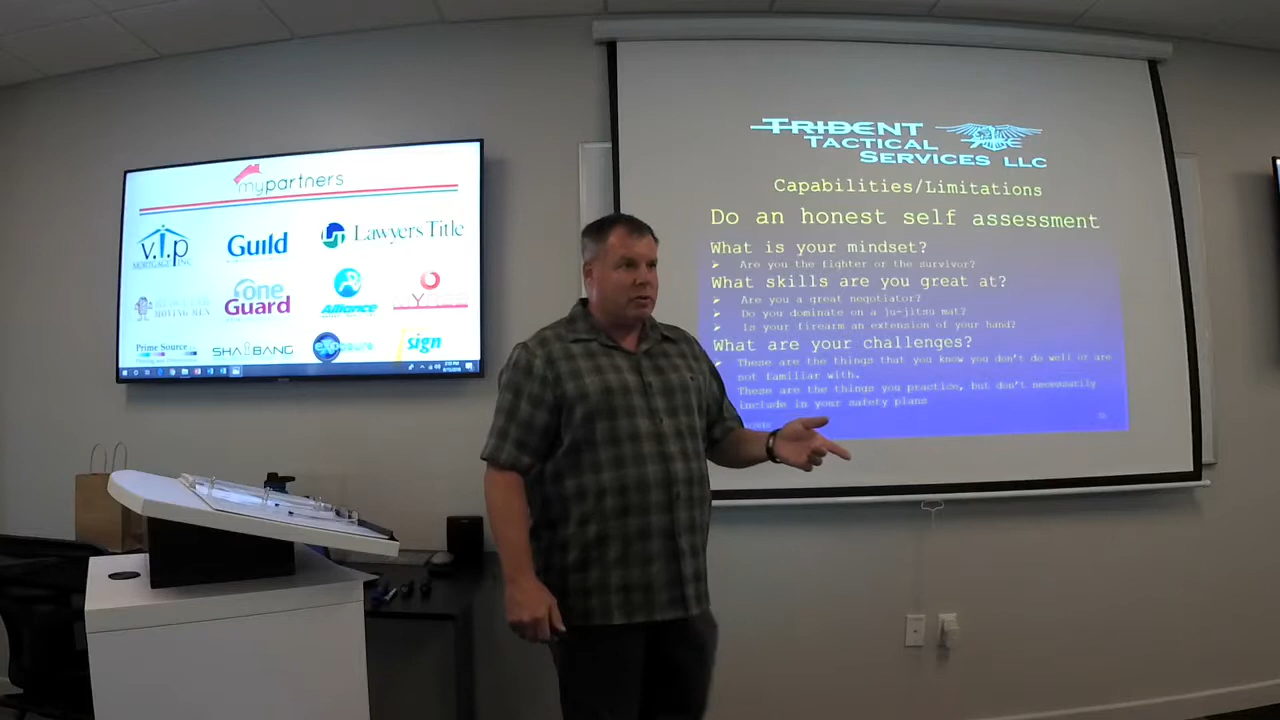 mypartners
v.i.p
MORTGAGE INC
Guild
Lawyers Title
one
Guard
Alliance
Prime Source
SHABANG
exposure
sign
TRIDENT
TACTICAL
SERVICES LLC
Capabilities/Limitations
Do an honest self assessment
What is your mindset?
Are you the fighter or the survivor?
What skills are you great at?
Are you a great negotiator?
Do you dominate on a ju-jitsu mat?
Is your firearm an extension of your hand?
What are your challenges?
These are the things that you know you don't do well or are
not familiar with.
These are the things you practice, but don't necessarily
include in your safety plans